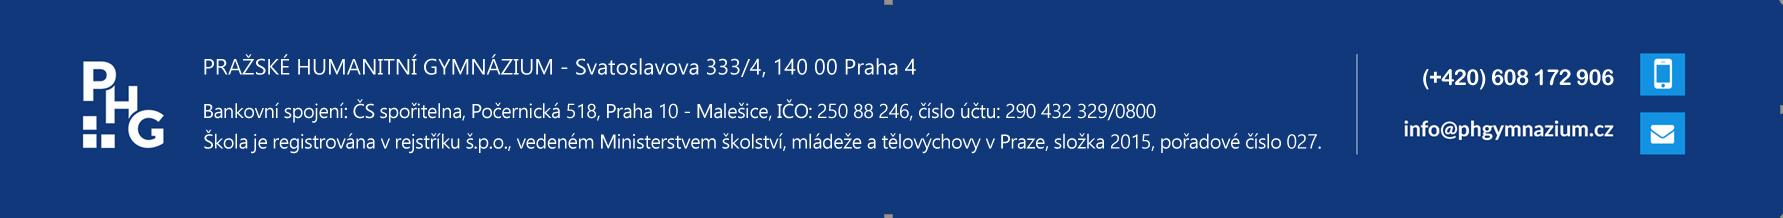 PHG
PRAŽSKÉ HUMANITNÍ GYMNÁZIUM - Svatoslavova 333/4, 140 00 Praha 4
Bankovní spojení: ČS spořitelna, Počernická 518, Praha 10 - Malešice, IČO: 250 88 246, číslo účtu: 290 432 329/0800
Škola je registrována v rejstříku š.p.o., vedeném Ministerstvem školství, mládeže a tělovýchovy v Praze, složka 2015, pořadové číslo 027.
(+420) 608 172 906
info@phgymnazium.cz